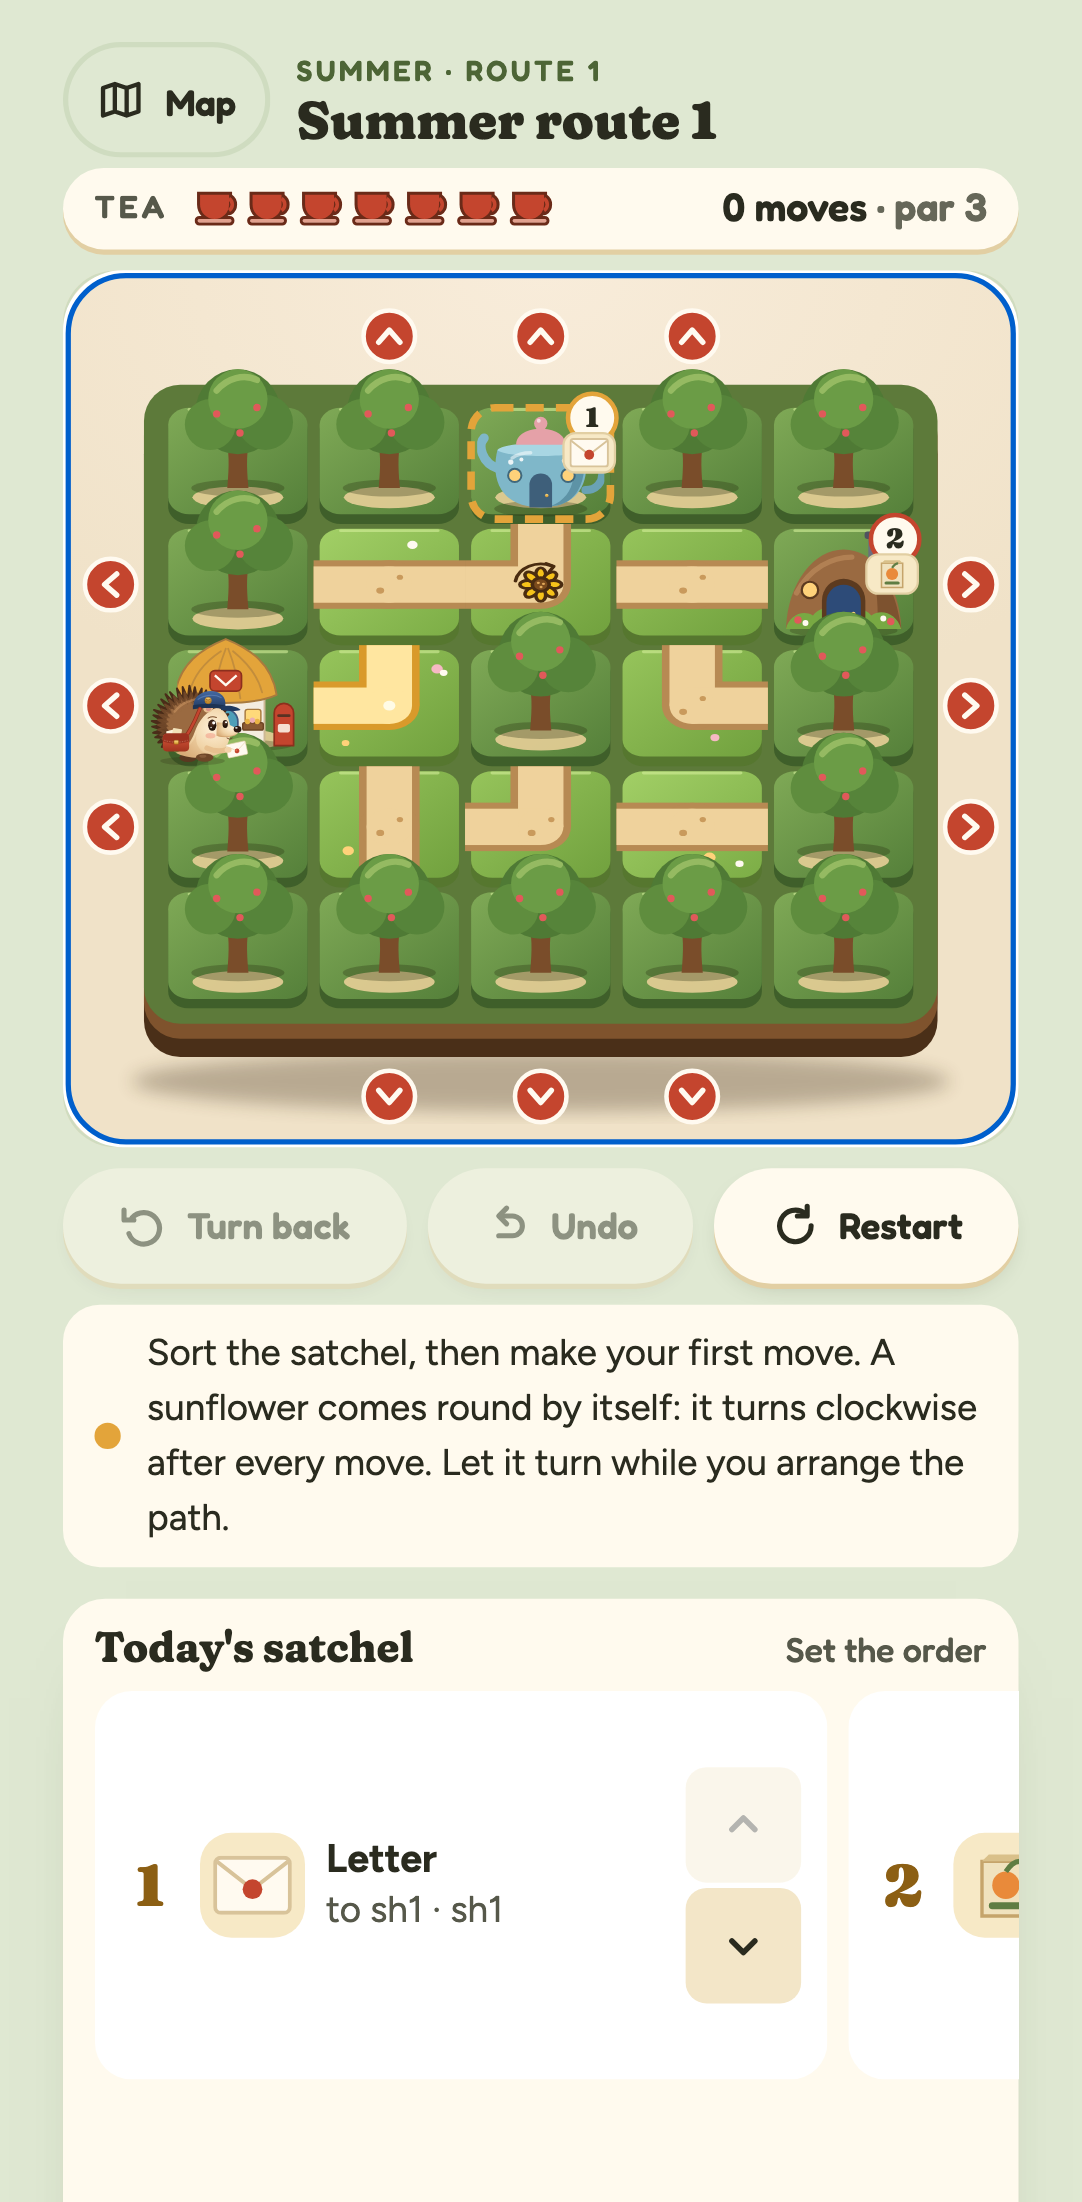 Map
SUMMER · ROUTE 1
Summer route 1
TEA
0 moves · par 3
1
2
Turn back
Undo
Restart
Sort the satchel, then make your first move. A
sunflower comes round by itself: it turns clockwise
after every move. Let it turn while you arrange the
path.
Today's satchel
Set the order
1
Letter
to sh1 · sh1
2